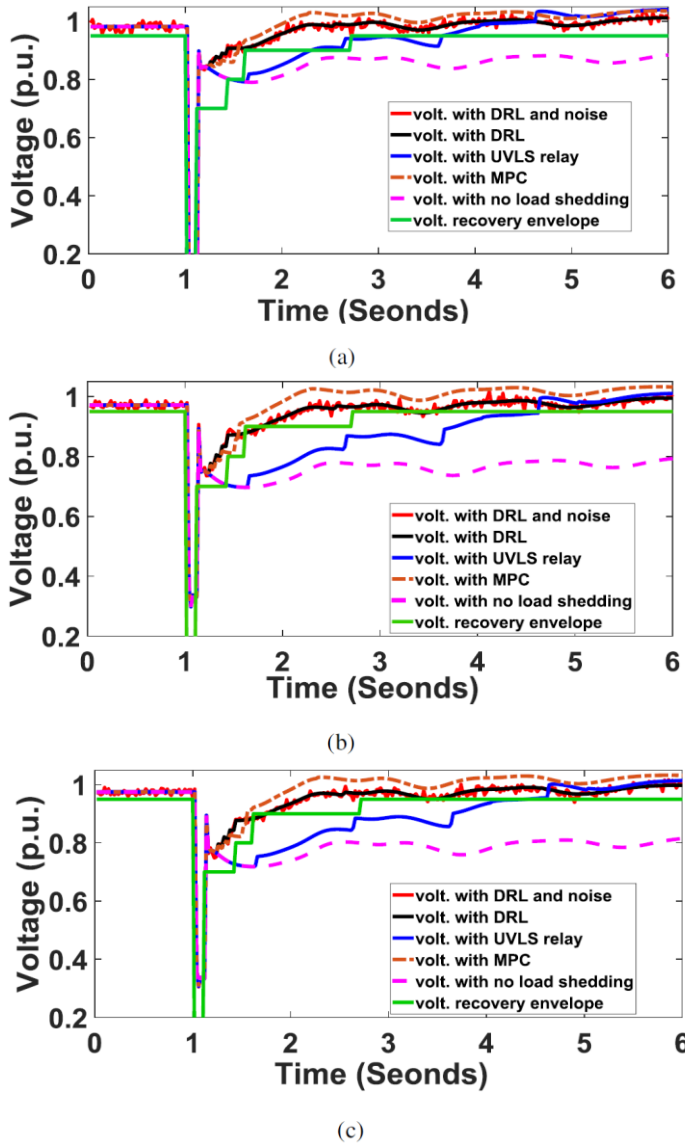 1
0.8
0.6
0.4
0.2
Voltage (p.u.)
volt. with DRL and noise
volt. with DRL
volt. with UVLS relay
volt. with MPC
volt. with no load shedding
volt. recovery envelope
0 1 2 3 4 5 6
Time (Seonds)
(a)
1
0.8
0.6
0.4
0.2
Voltage (p.u.)
volt. with DRL and noise
volt. with DRL
volt. with UVLS relay
volt. with MPC
volt. with no load shedding
volt. recovery envelope
0 1 2 3 4 5 6
Time (Seonds)
(b)
1
0.8
0.6
0.4
0.2
Voltage (p.u.)
volt. with DRL and noise
volt. with DRL
volt. with UVLS relay
volt. with MPC
volt. with no load shedding
volt. recovery envelope
0 1 2 3 4 5 6
Time (Seonds)
(c)